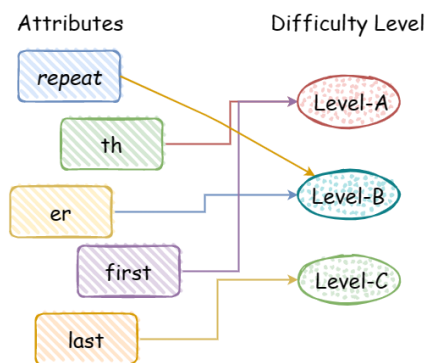 Attributes
Difficulty Level
repeat
Level-A
th
Level-B
er
first
Level-C
last